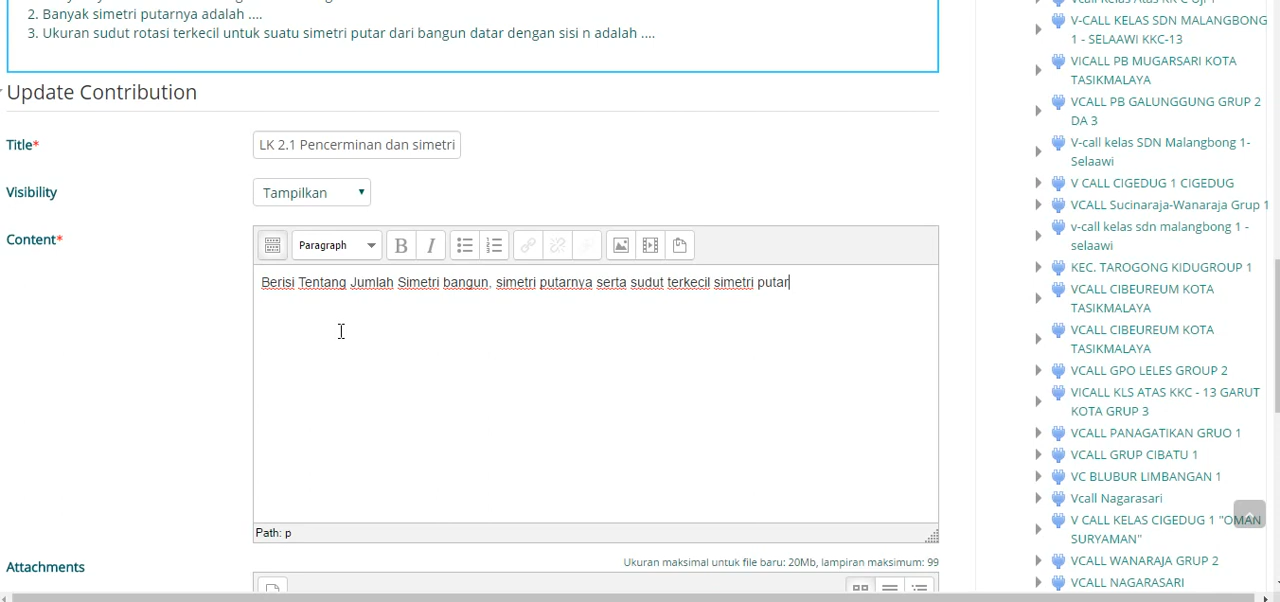 2. Banyak simetri putarnya adalah ....
3. Ukuran sudut rotasi terkecil untuk suatu simetri putar dari bangun datar dengan sisi n adalah ....
Update Contribution
Title*
LK 2.1 Pencerminan dan simetri
Visibility
Tampilkan
Content*
Paragraph
B I
Berisi Tentang Jumlah Simetri bangun, simetri putarnya serta sudut terkecil simetri putar
Path: p
Ukuran maksimal untuk file baru: 20Mb, lampiran maksimum: 99
Attachments
V-CALL KELAS SDN MALANGBONG
1 - SELAAWI KKC-13
VICALL PB MUGARSARI KOTA
TASIKMALAYA
VCALL PB GALUNGGUNG GRUP 2
DA 3
V-call kelas SDN Malangbong 1-
Selaawi
V CALL CIGEDUG 1 CIGEDUG
VCALL Sucinaraja-Wanaraja Grup 1
v-call kelas sdn malangbong 1 -
selaawi
KEC. TAROGONG KIDUGROUP 1
VCALL CIBEUREUM KOTA
TASIKMALAYA
VCALL CIBEUREUM KOTA
TASIKMALAYA
VCALL GPO LELES GROUP 2
VICALL KLS ATAS KKC - 13 GARUT
KOTA GRUP 3
VCALL PANAGATIKAN GRUO 1
VCALL GRUP CIBATU 1
VC BLUBUR LIMBANGAN 1
Vcall Nagarasari
V CALL KELAS CIGEDUG 1 "OMAN
SURYAMAN"
VCALL WANARAJA GRUP 2
VCALL NAGARASARI